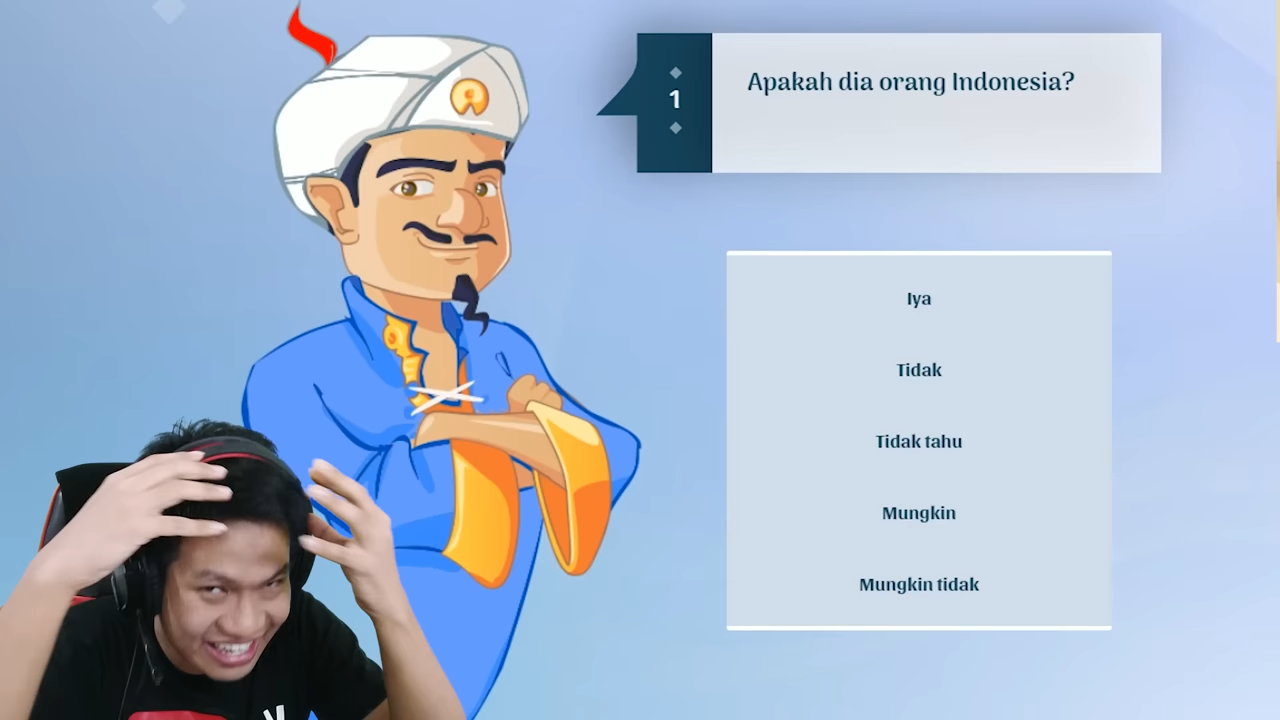 1
Apakah dia orang Indonesia?
Iya
Tidak
Tidak tahu
Mungkin
Mungkin tidak